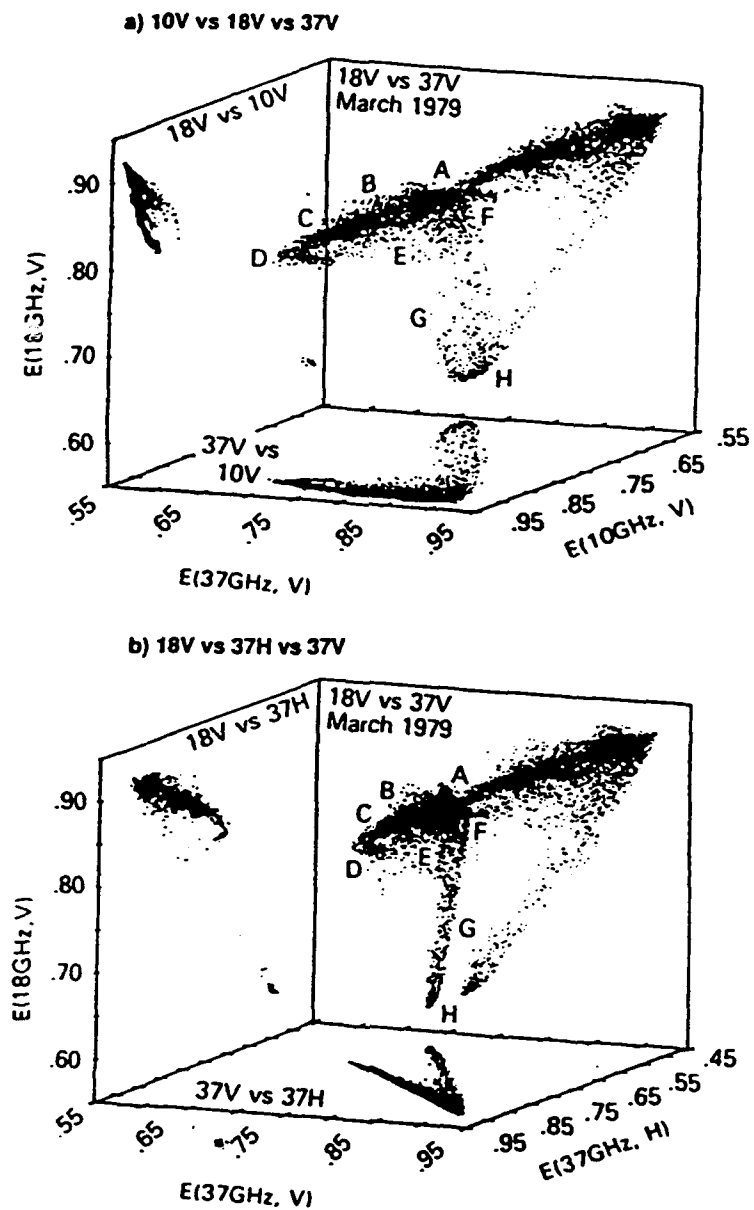 a) 10V vs 18V vs 37V
18V vs 10V
18V vs 37V
March 1979
A
B
C
D
E
F
G
H
.90
.80
.70
.60
.55
E(18GHz,V)
37V vs
10V
.55
.65
.75
.85
.95
E(37GHz, V)
.95
.85
.75
.65
.55
E(10GHz, V)
b) 18V vs 37H vs 37V
18V vs 37H
18V vs 37V
March 1979
A
B
C
D
E
F
G
H
.90
.80
.70
.60
.55
E(18GHz,V)
37V vs 37H
.65
.75
.85
.95
E(37GHz, V)
.95
.85
.75
.65
.55
.45
E(37GHz, H)